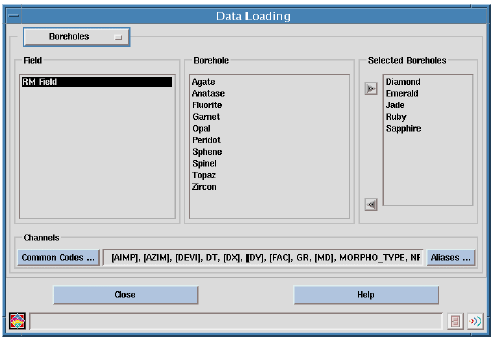 Data Loading
Boreholes
Field
Borehole
Selected Boreholes
RM Field
Agate
Anatase
Fluorite
Garnet
Opal
Peridot
Sphene
Spinel
Topaz
Zircon
Diamond
Emerald
Jade
Ruby
Sapphire
Channels
Common Codes ...
[AIMP], [AZIM], [DEVI], DT, [DX], [DY], [FAC], GR, [MD], MORPHO_TYPE, NF
Aliases ...
Close
Help